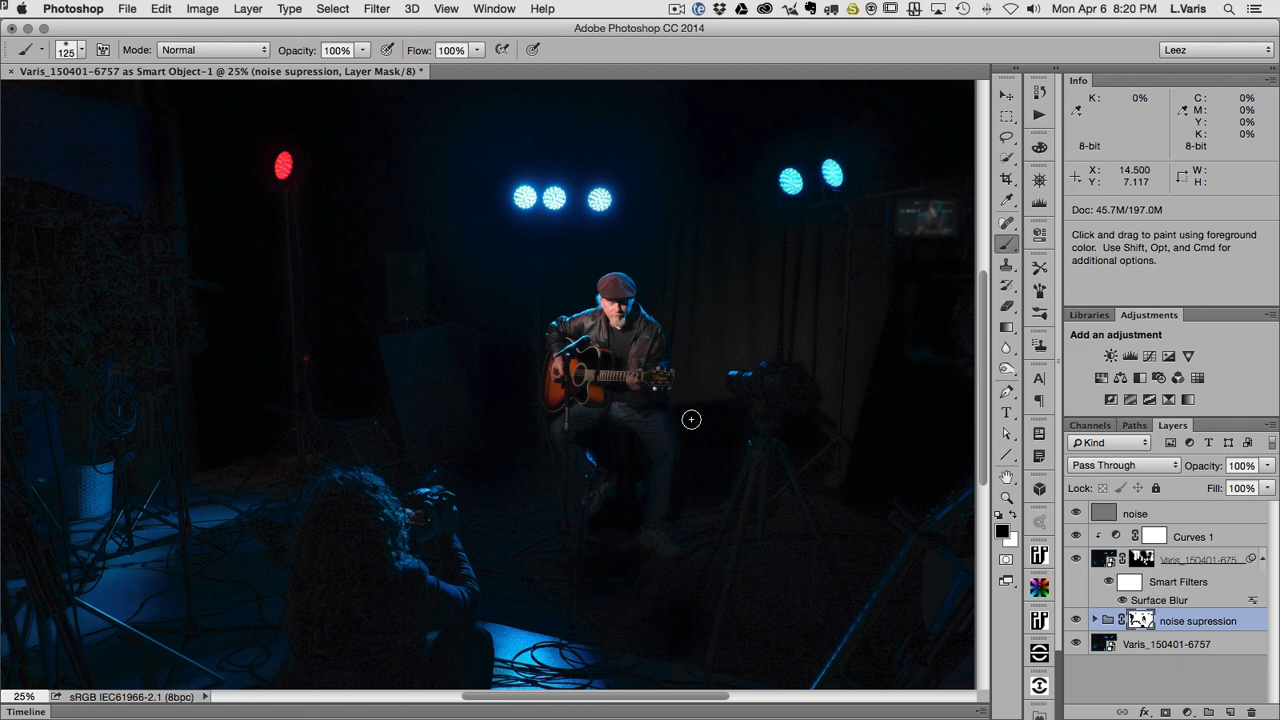 Photoshop File Edit Image Layer Type Select Filter 3D View Window Help Mon Apr 6 8:20 PM L.Varis
Adobe Photoshop CC 2014
125 Mode: Normal Opacity: 100% Flow: 100% Leez
× Varis_150401-6757 as Smart Object-1 @ 25% (noise supression, Layer Mask/8) *
Info
K: 0% C: 0%
M: 0%
Y: 0%
K: 0%
8-bit 8-bit
X: 14.500 W:
Y: 7.117 H:
Doc: 45.7M/197.0M
Click and drag to paint using foreground
color. Use Shift, Opt, and Cmd for
additional options.
Libraries Adjustments
Add an adjustment
Channels Paths Layers
Kind
Pass Through Opacity: 100%
Lock: Fill: 100%
noise
Curves 1
Varis_150401-675...
Smart Filters
Surface Blur
noise supression
Varis_150401-6757
25% sRGB IEC61966-2.1 (8bpc)
Timeline